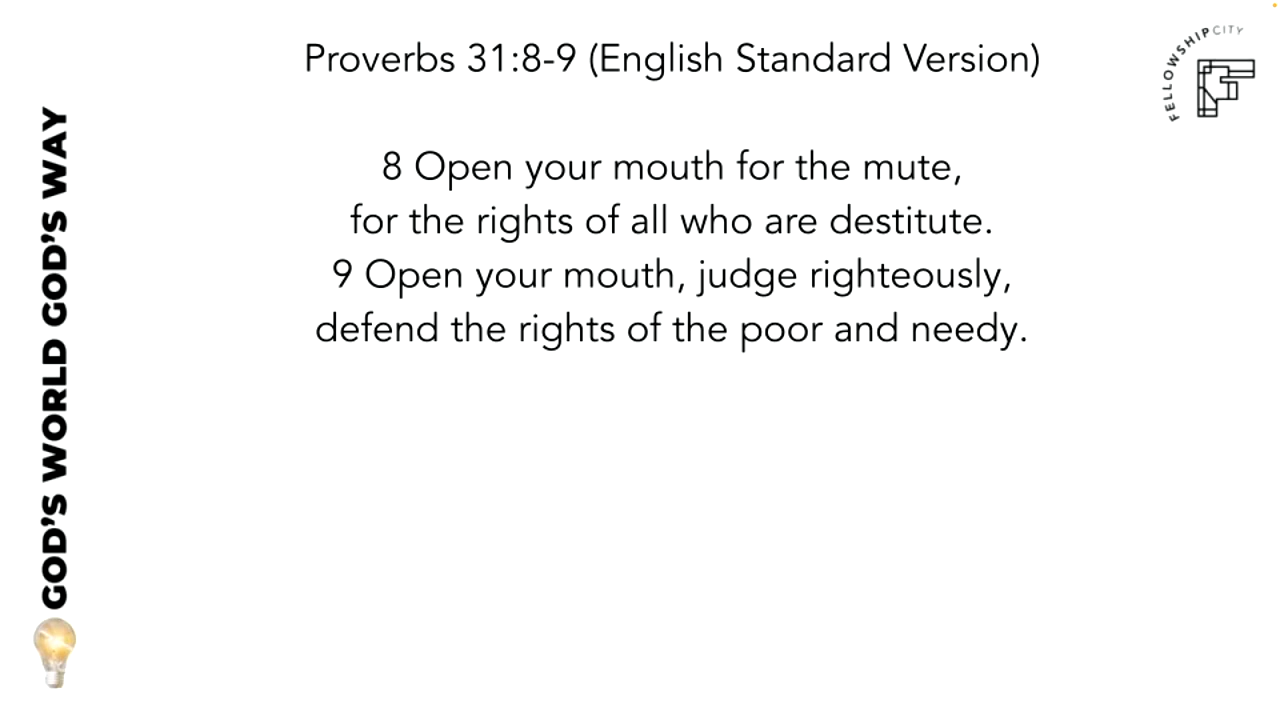 Proverbs 31:8-9 (English Standard Version)
FELLOWSHIPCITY
8 Open your mouth for the mute,
for the rights of all who are destitute.
9 Open your mouth, judge righteously,
defend the rights of the poor and needy.
GOD'S WORLD GOD'S WAY